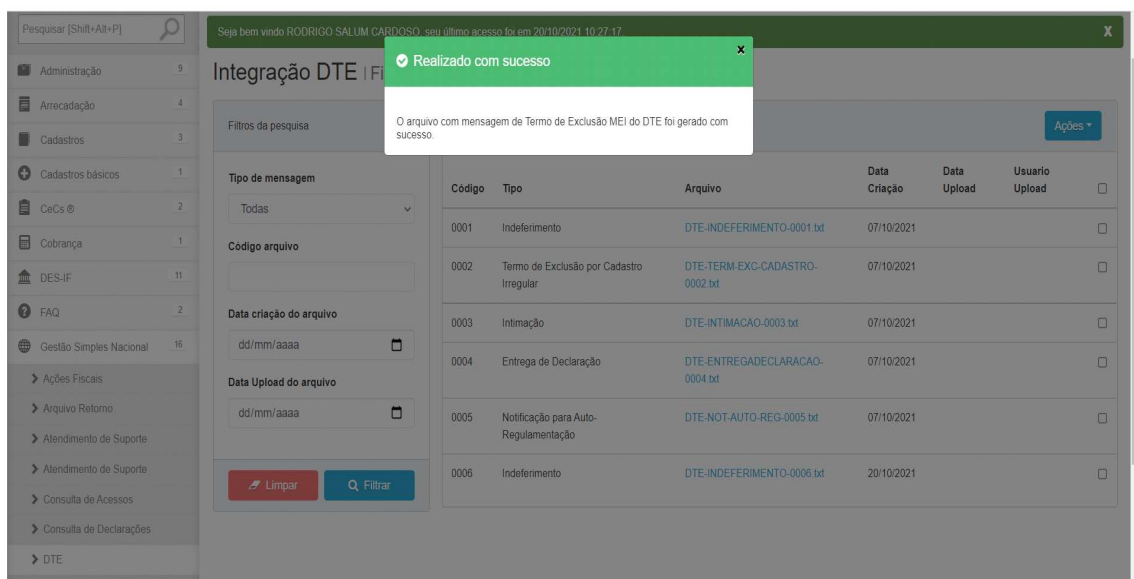 Pesquisar [Shift+Alt+P]
Administração 9
Arrecadação 4
Cadastros 3
Cadastros básicos 1
CeCs ® 2
Cobrança 1
DES-IF 11
FAQ 2
Gestão Simples Nacional 16
Ações Fiscais
Arquivo Retorno
Atendimento de Suporte
Atendimento de Suporte
Consulta de Acessos
Consulta de Declarações
DTE
Seja bem vindo RODRIGO SALUM CARDOSO, seu último acesso foi em 20/10/2021 10:27:17. X
Integração DTE | Fi
Realizado com sucesso x
O arquivo com mensagem de Termo de Exclusão MEI do DTE foi gerado com
sucesso.
Filtros da pesquisa
Tipo de mensagem
Todas
Código arquivo
Data criação do arquivo
dd/mm/aaaa
Data Upload do arquivo
dd/mm/aaaa
Limpar Filtrar
Ações
Código Tipo Arquivo Data Criação Data Upload Usuario Upload
0001 Indeferimento DTE-INDEFERIMENTO-0001.txt 07/10/2021
0002 Termo de Exclusão por Cadastro Irregular DTE-TERM-EXC-CADASTRO-0002.txt 07/10/2021
0003 Intimação DTE-INTIMACAO-0003.txt 07/10/2021
0004 Entrega de Declaração DTE-ENTREGADECLARACAO-0004.txt 07/10/2021
0005 Notificação para Auto-Regulamentação DTE-NOT-AUTO-REG-0005.txt 07/10/2021
0006 Indeferimento DTE-INDEFERIMENTO-0006.txt 20/10/2021